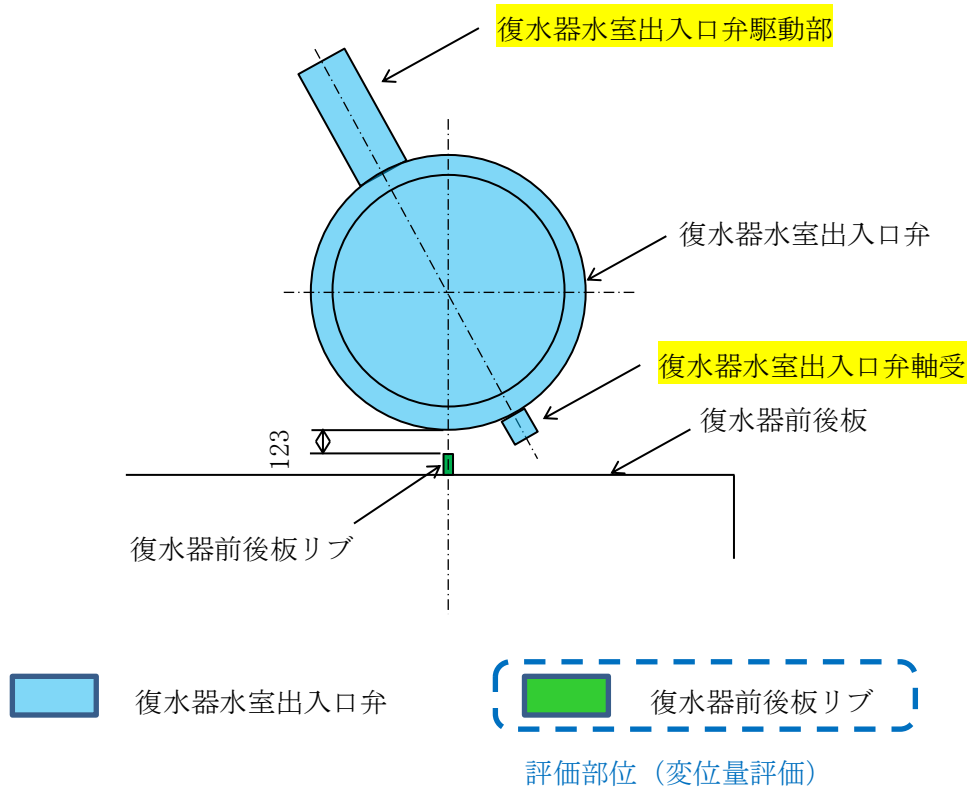 復水器水室出入口弁駆動部
復水器水室出入口弁
復水器水室出入口弁軸受
復水器前後板
123
復水器前後板リブ
復水器水室出入口弁
復水器前後板リブ
評価部位（変位量評価）